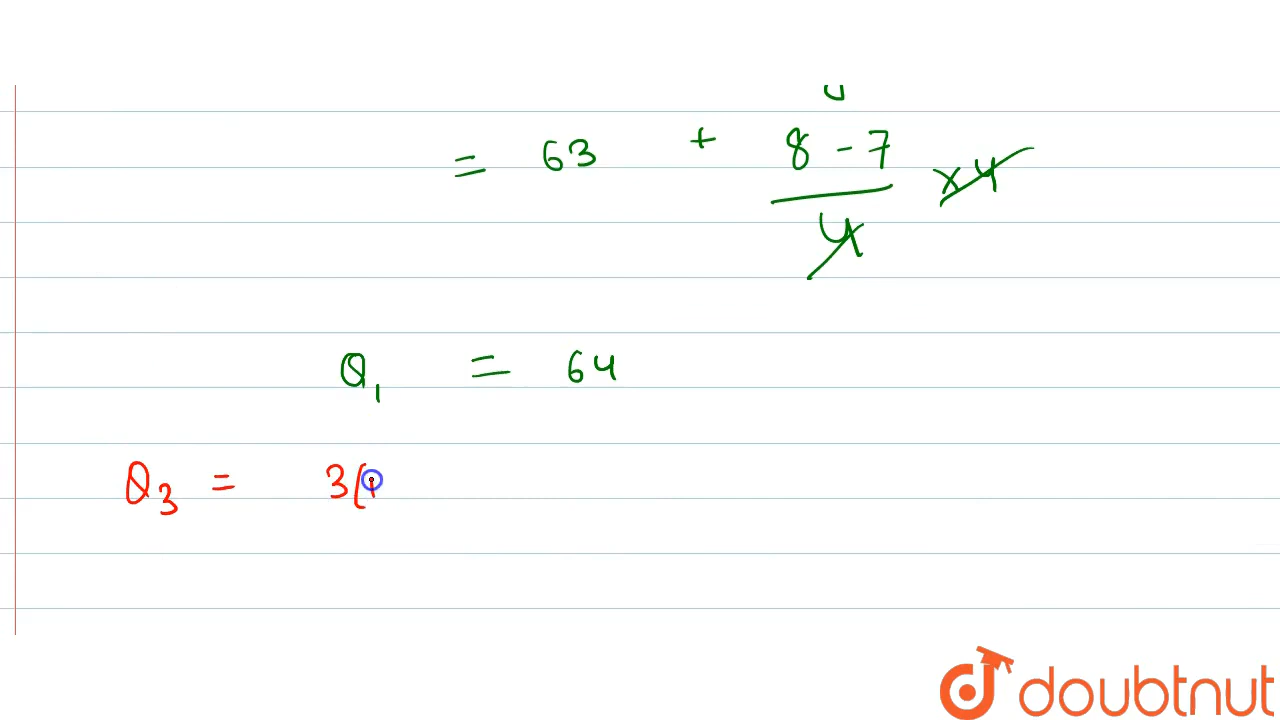 = 63 + 8 - 7 / 4 x4
Q1 = 64
Q3 = 3(
doubtnut